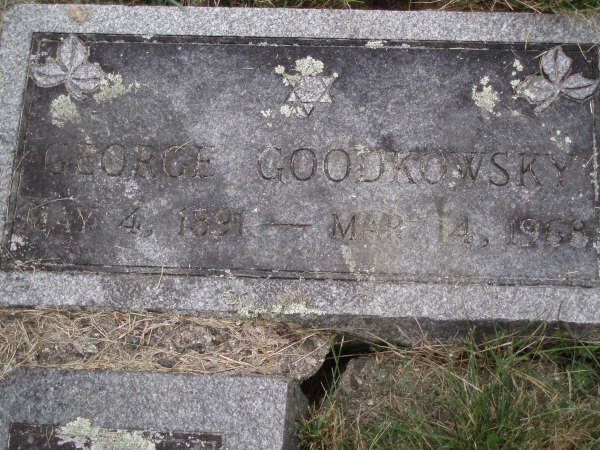 GEORGE GOODKOWSKY
MAY 4, 1891 — MAR 14, 1968